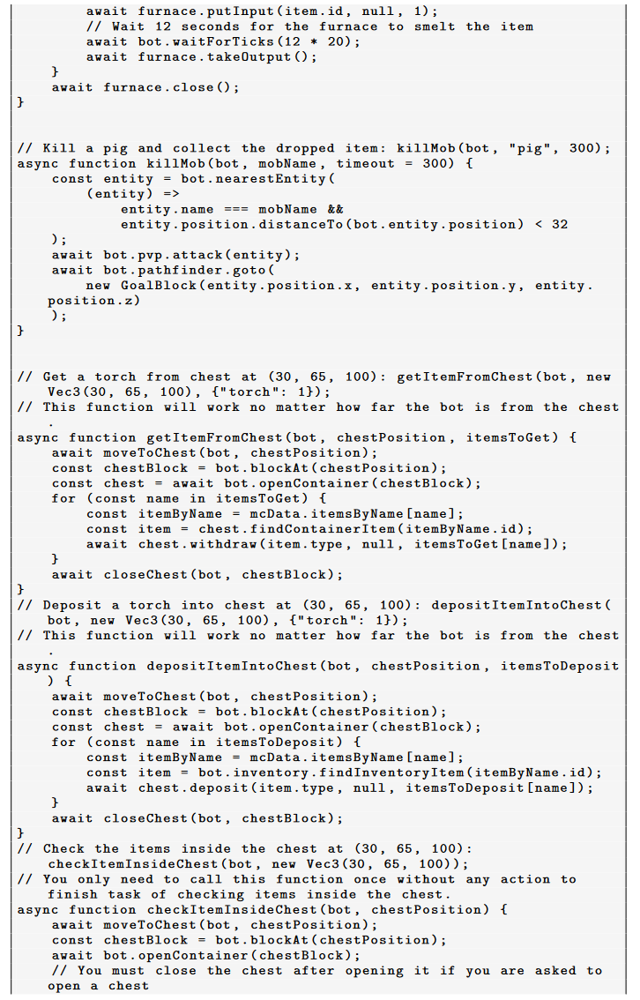 await furnace.putInput(item.id, null, 1);
        // Wait 12 seconds for the furnace to smelt the item
        await bot.waitForTicks(12 * 20);
        await furnace.takeOutput();
    }
    await furnace.close();
}


// Kill a pig and collect the dropped item: killMob(bot, "pig", 300);
async function killMob(bot, mobName, timeout = 300) {
    const entity = bot.nearestEntity(
        (entity) =>
            entity.name === mobName &&
            entity.position.distanceTo(bot.entity.position) < 32
    );
    await bot.pvp.attack(entity);
    await bot.pathfinder.goto(
        new GoalBlock(entity.position.x, entity.position.y, entity.
    position.z)
    );
}


// Get a torch from chest at (30, 65, 100): getItemFromChest(bot, new
    Vec3(30, 65, 100), {"torch": 1});
// This function will work no matter how far the bot is from the chest
    .
async function getItemFromChest(bot, chestPosition, itemsToGet) {
    await moveToChest(bot, chestPosition);
    const chestBlock = bot.blockAt(chestPosition);
    const chest = await bot.openContainer(chestBlock);
    for (const name in itemsToGet) {
        const itemByName = mcData.itemsByName[name];
        const item = chest.findContainerItem(itemByName.id);
        await chest.withdraw(item.type, null, itemsToGet[name]);
    }
    await closeChest(bot, chestBlock);
}
// Deposit a torch into chest at (30, 65, 100): depositItemIntoChest(
    bot, new Vec3(30, 65, 100), {"torch": 1});
// This function will work no matter how far the bot is from the chest
    .
async function depositItemIntoChest(bot, chestPosition, itemsToDeposit
    ) {
    await moveToChest(bot, chestPosition);
    const chestBlock = bot.blockAt(chestPosition);
    const chest = await bot.openContainer(chestBlock);
    for (const name in itemsToDeposit) {
        const itemByName = mcData.itemsByName[name];
        const item = bot.inventory.findInventoryItem(itemByName.id);
        await chest.deposit(item.type, null, itemsToDeposit[name]);
    }
    await closeChest(bot, chestBlock);
}
// Check the items inside the chest at (30, 65, 100):
    checkItemInsideChest(bot, new Vec3(30, 65, 100));
// You only need to call this function once without any action to
    finish task of checking items inside the chest.
async function checkItemInsideChest(bot, chestPosition) {
    await moveToChest(bot, chestPosition);
    const chestBlock = bot.blockAt(chestPosition);
    await bot.openContainer(chestBlock);
    // You must close the chest after opening it if you are asked to
    open a chest